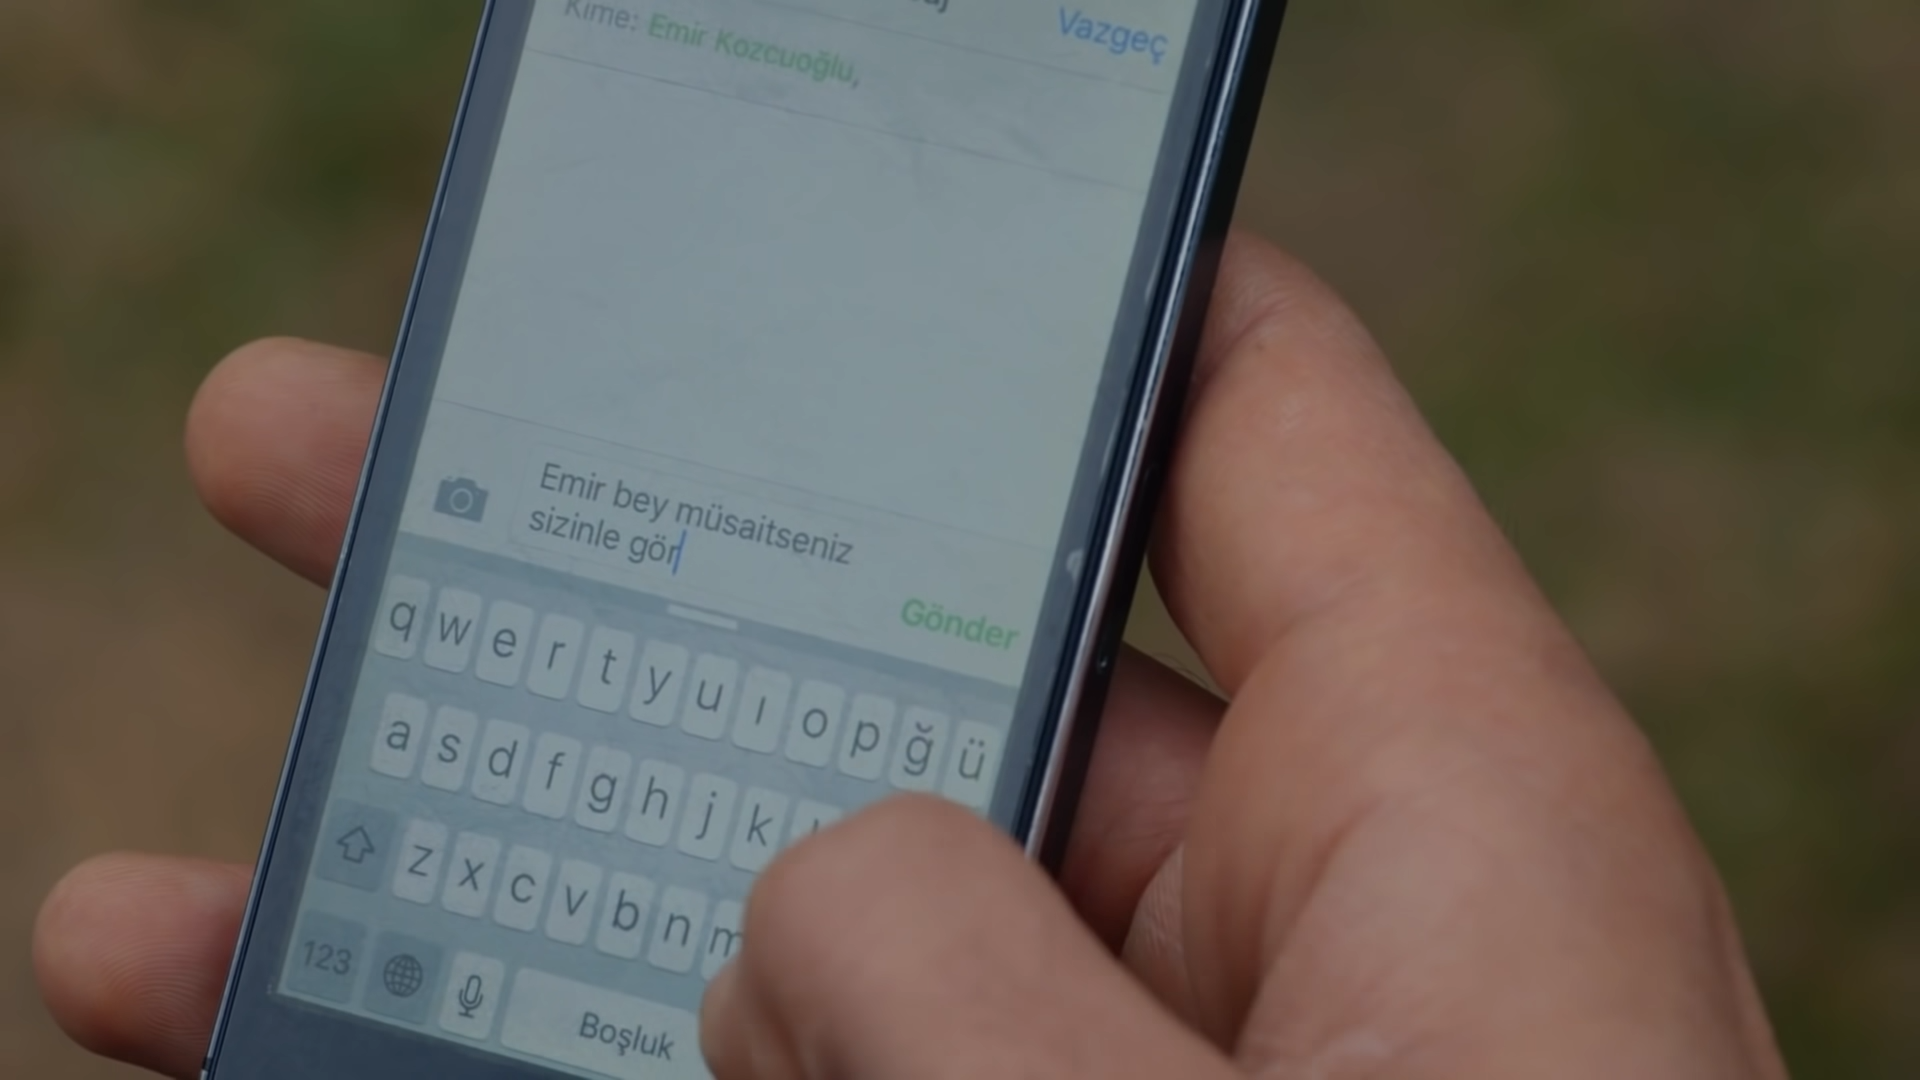 Vazgeç
Kime: Emir Kozcuoğlu,
Emir bey müsaitseniz
sizinle gör
Gönder
q w e r t y u ı o p ğ ü
a s d f g h j k
z x c v b n m
123
Boşluk